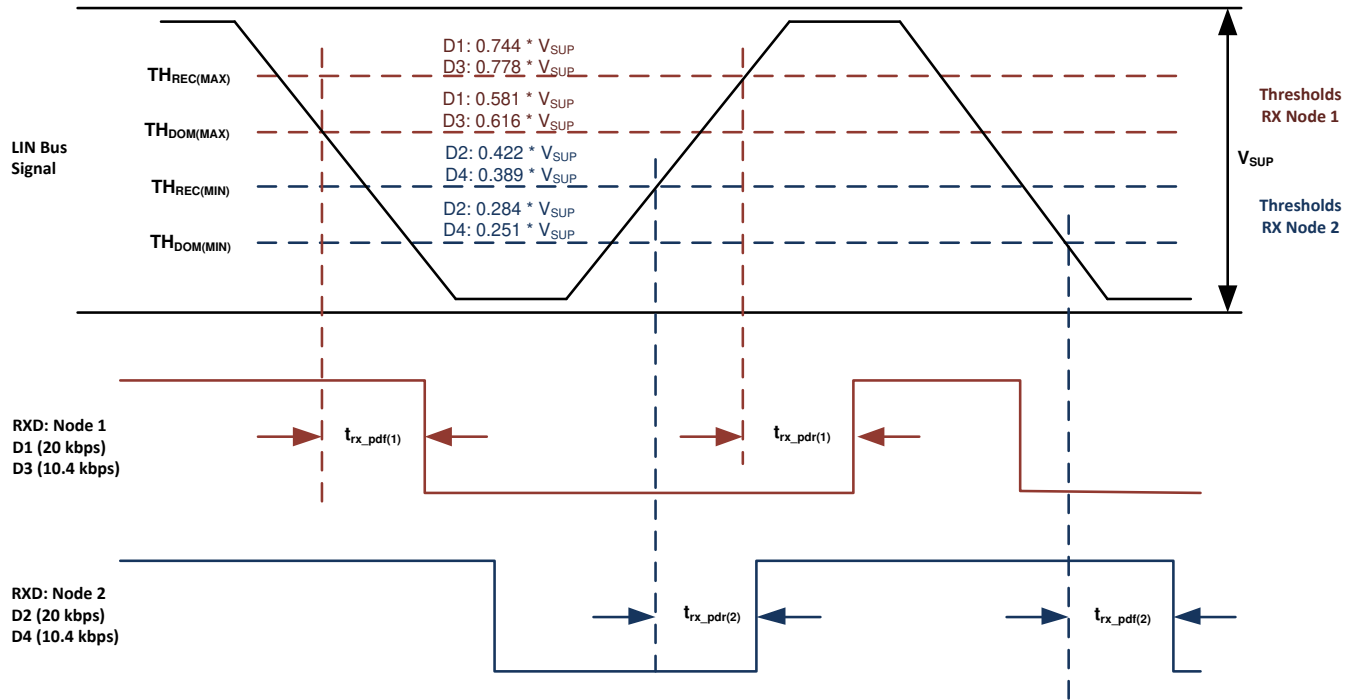 D1: 0.744 * VSUP
THREC(MAX)
D3: 0.778 * VSUP
D1: 0.581 * VSUP
THDOM(MAX)
D3: 0.616 * VSUP
Thresholds
RX Node 1
LIN Bus
Signal
D2: 0.422 * VSUP
THREC(MIN)
D4: 0.389 * VSUP
VSUP
D2: 0.284 * VSUP
THDOM(MIN)
D4: 0.251 * VSUP
Thresholds
RX Node 2
RXD: Node 1
D1 (20 kbps)
D3 (10.4 kbps)
trx_pdf(1)
trx_pdr(1)
RXD: Node 2
D2 (20 kbps)
D4 (10.4 kbps)
trx_pdr(2)
trx_pdf(2)